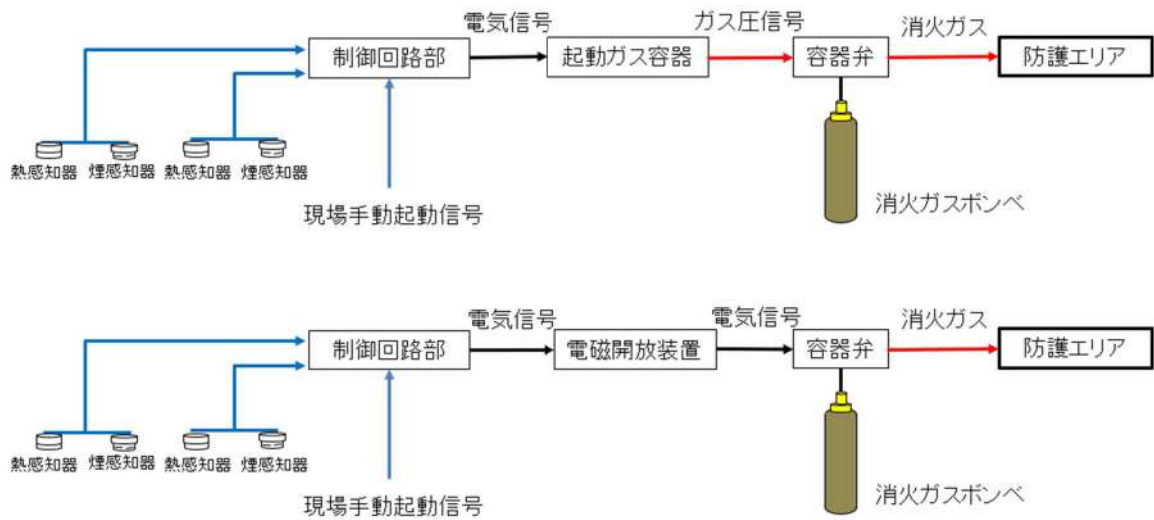 電気信号
ガス圧信号
消火ガス
制御回路部
起動ガス容器
容器弁
防護エリア
熱感知器
煙感知器
熱感知器
煙感知器
現場手動起動信号
消火ガスボンベ
電気信号
電気信号
消火ガス
制御回路部
電磁開放装置
容器弁
防護エリア
熱感知器
煙感知器
熱感知器
煙感知器
現場手動起動信号
消火ガスボンベ